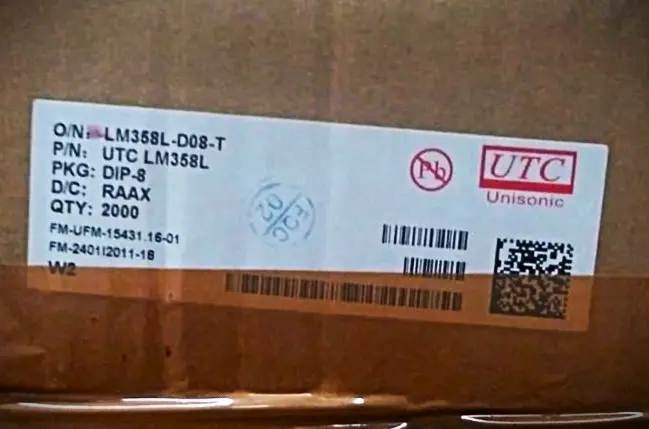 O/N: LM358L-D08-T
P/N: UTC LM358L
PKG: DIP-8
D/C: RAAX
QTY: 2000
FM-UFM-15431.16-01
FM-2401I2011-18
W2
Pb
UTC
Unisonic